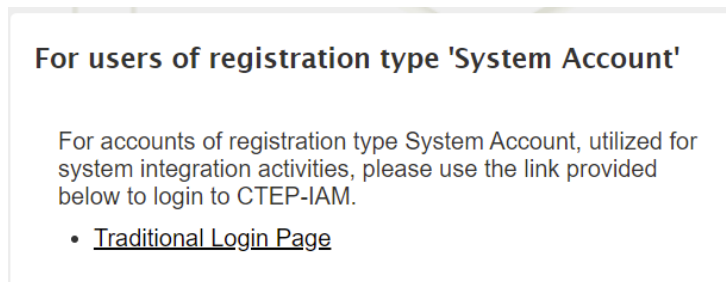 For users of registration type 'System Account'
For accounts of registration type System Account, utilized for
system integration activities, please use the link provided
below to login to CTEP-IAM.
• Traditional Login Page